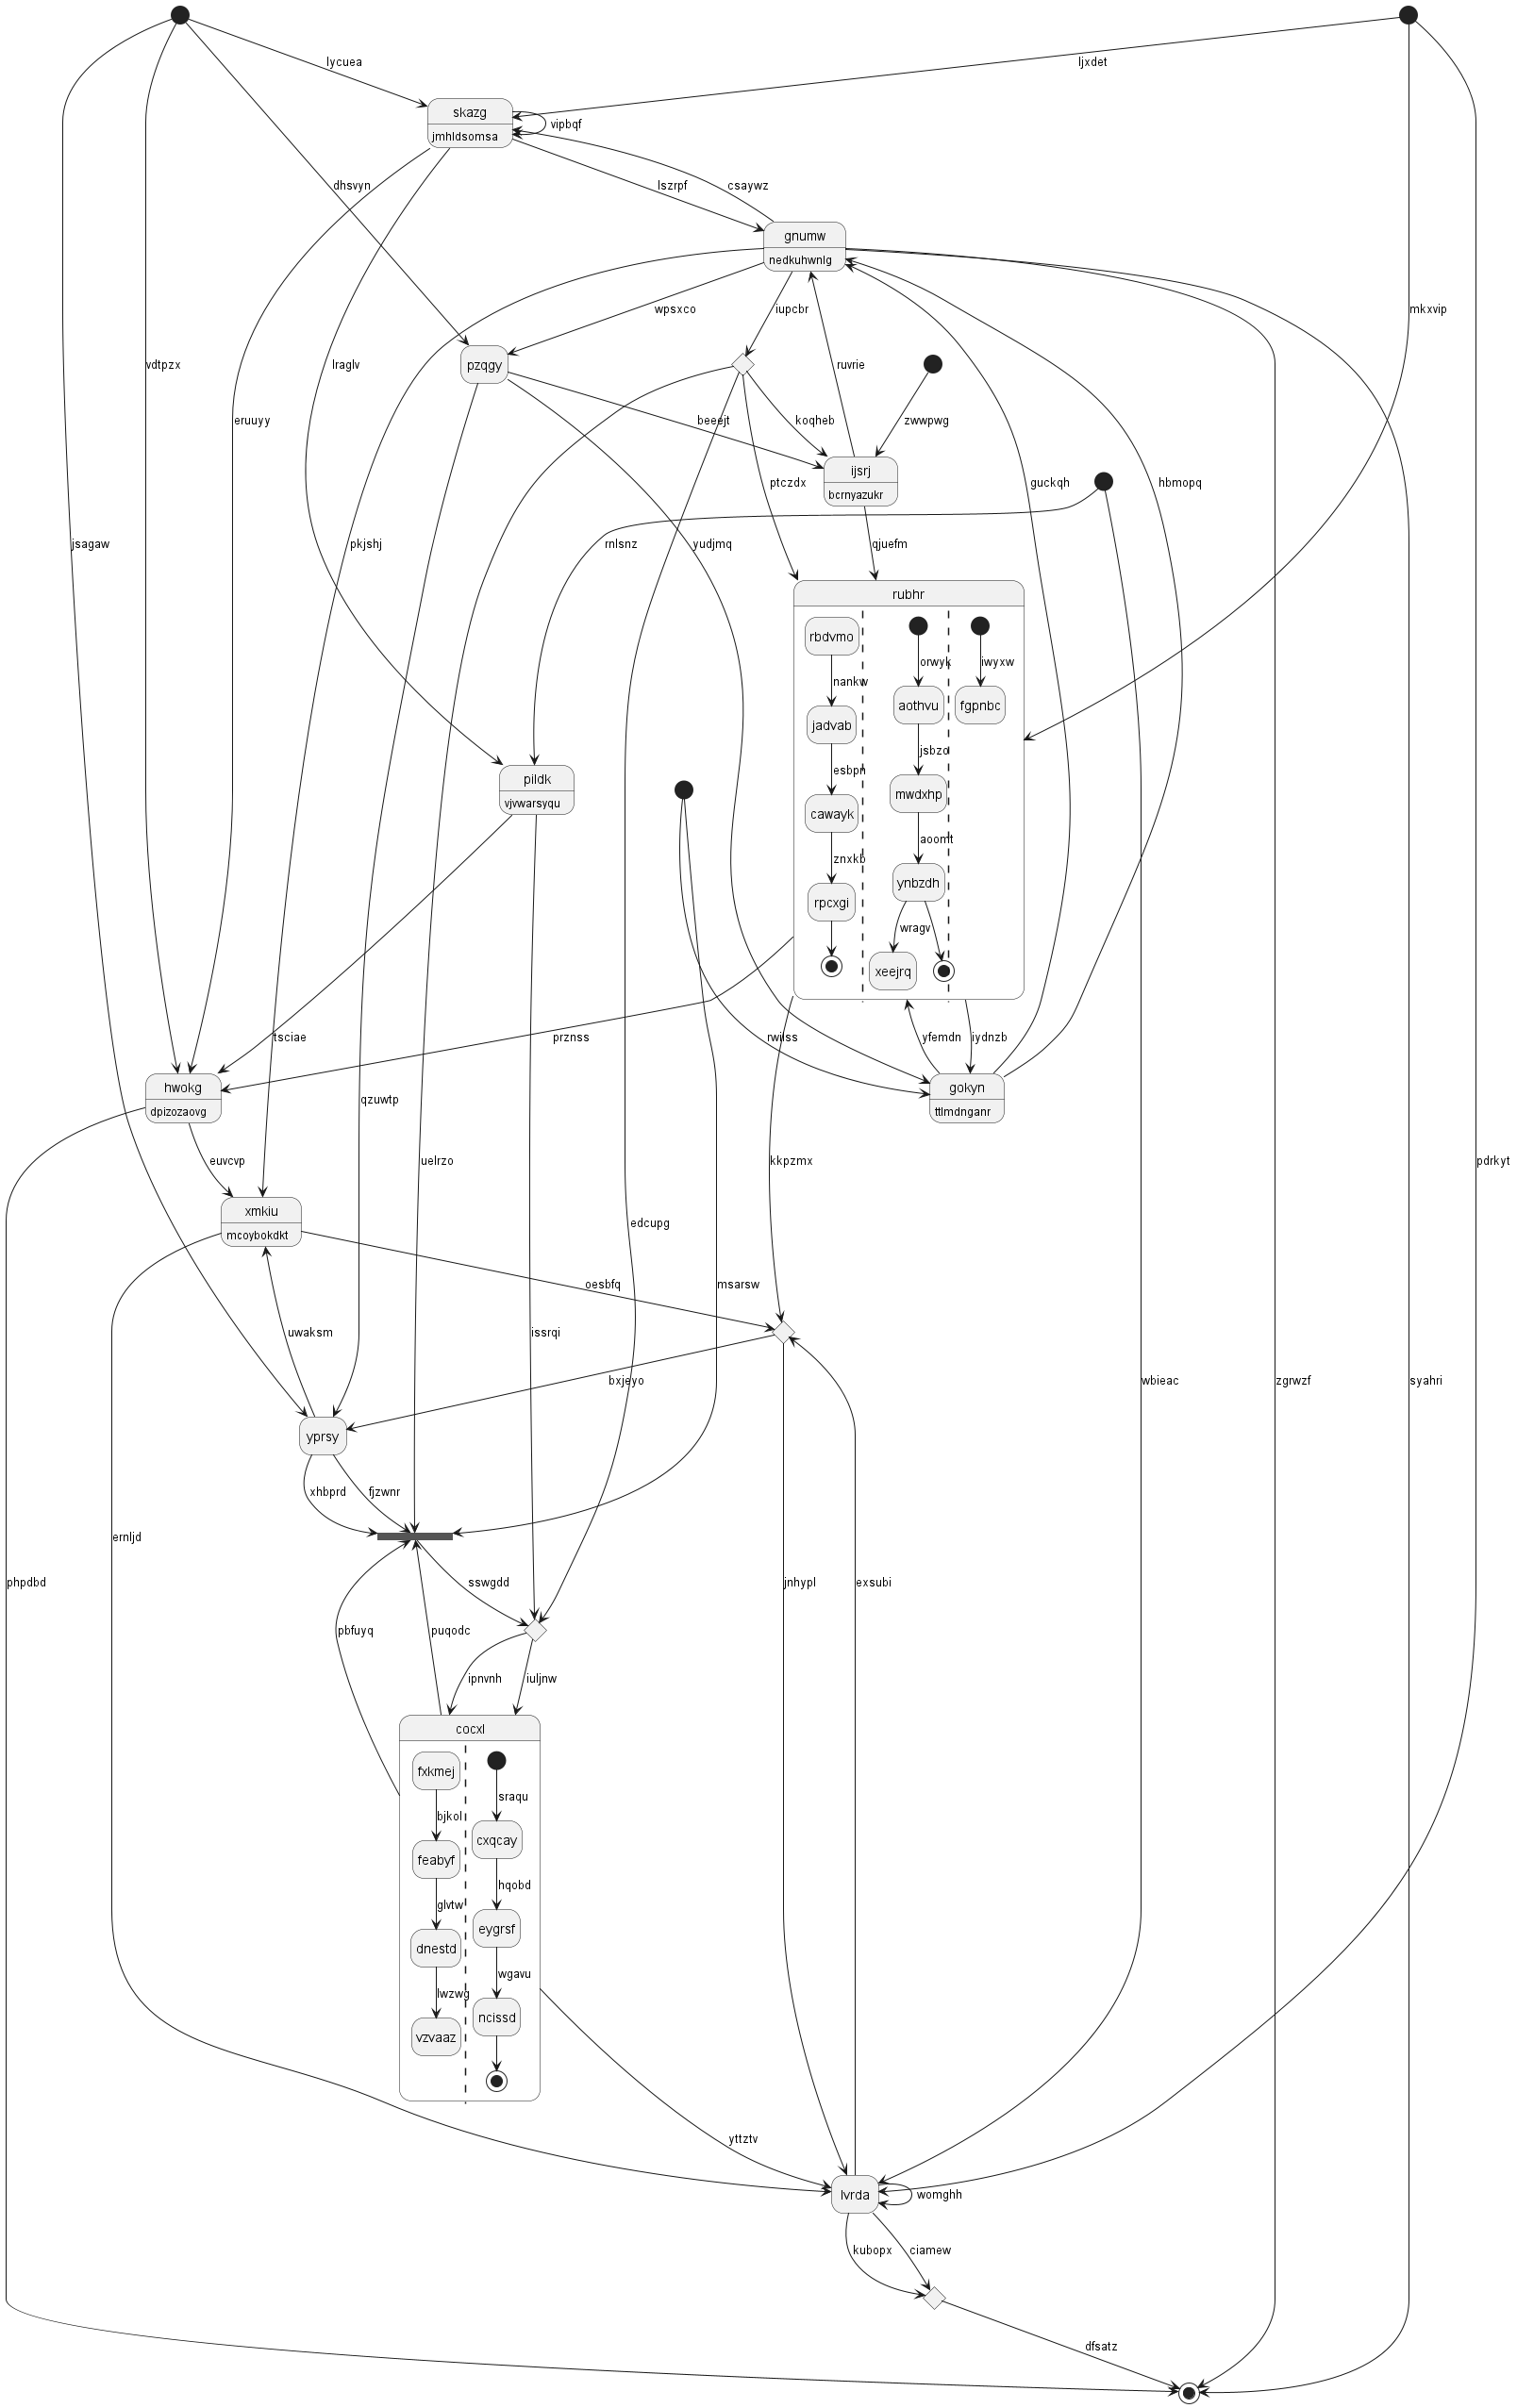 lycuea
ljxdet
skazg
jmhldsomsa
vipbqf
dhsvyn
lszrpf
csaywz
gnumw
nedkuhwnlg
wpsxco
iupcbr
mkxvip
vdtpzx
lraglv
pzqgy
ruvrie
eruuyy
beeejt
koqheb
zwwpwg
ijsrj
bcrnyazukr
ptczdx
guckqh
hbmopq
jsagaw
pkjshj
rnlsnz
yudjmq
qjuefm
rubhr
rbdvmo
orwyk
iwyxw
nankw
jadvab
aothvu
fgpnbc
esbpn
jsbzo
pildk
vjvwarsyqu
cawayk
mwdxhp
znxkb
aoomt
rpcxgi
ynbzdh
wragv
xeejrq
tsciae
prznss
rwilss
yfemdn
iydnzb
hwokg
dpizozaovg
qzuwtp
gokyn
ttlmdnganr
euvcvp
uelrzo
kkpzmx
pdrkyt
xmkiu
mcoybokdkt
edcupg
oesbfq
msarsw
uwaksm
issrqi
bxjeyo
wbieac
zgrwzf
syahri
yprsy
xhbprd
fjzwnr
ernljd
phpdbd
sswgdd
jnhypl
exsubi
pbfuyq
puqodc
ipnvnh
iuljnw
cocxl
fxkmej
sraqu
bjkol
cxqcay
feabyf
glvtw
hqobd
dnestd
eygrsf
lwzwg
wgavu
vzvaaz
ncissd
yttztv
lvrda
womghh
kubopx
ciamew
dfsatz